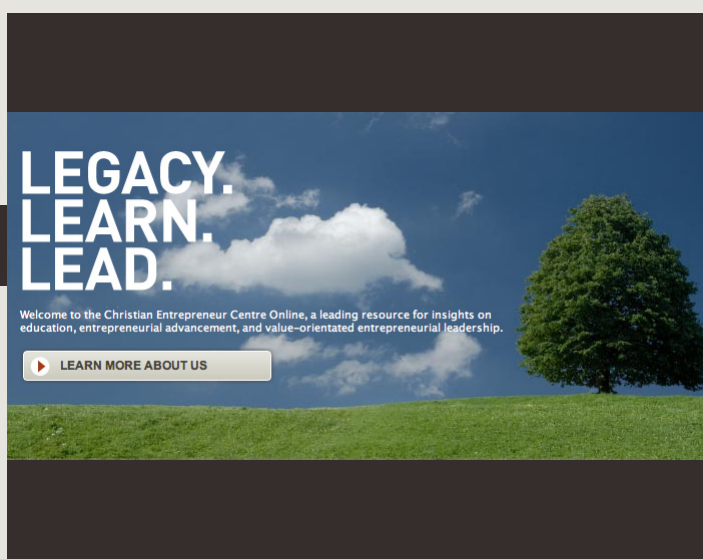 LEGACY.
LEARN.
LEAD.
Welcome to the Christian Entrepreneur Centre Online, a leading resource for insights on
education, entrepreneurial advancement, and value-orientated entrepreneurial leadership.
LEARN MORE ABOUT US